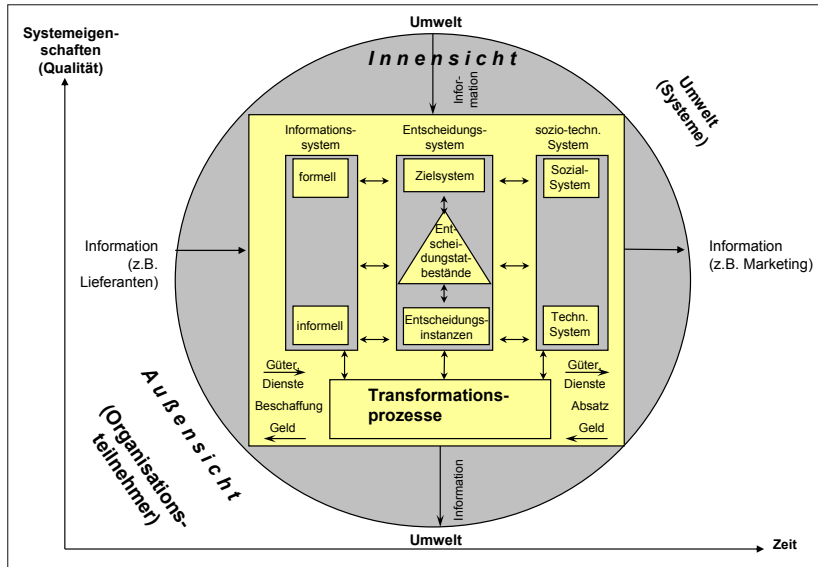 Umwelt
Systemeigen-
schaften
(Qualität)
Innensicht
Infor-
mation
Umwelt
(Systeme)
Informations-
system
Entscheidungs-
system
sozio-techn.
System
formell
Zielsystem
Sozial-
System
Ent-
scheidungstat-
bestände
Information
(z.B.
Lieferanten)
Information
(z.B. Marketing)
informell
Entscheidungs-
instanzen
Techn.
System
Güter
Dienste
Beschaffung
Geld
Transformations-
prozesse
Güter
Dienste
Absatz
Geld
Außensicht
(Organisations-
teilnehmer)
Information
Umwelt
Zeit